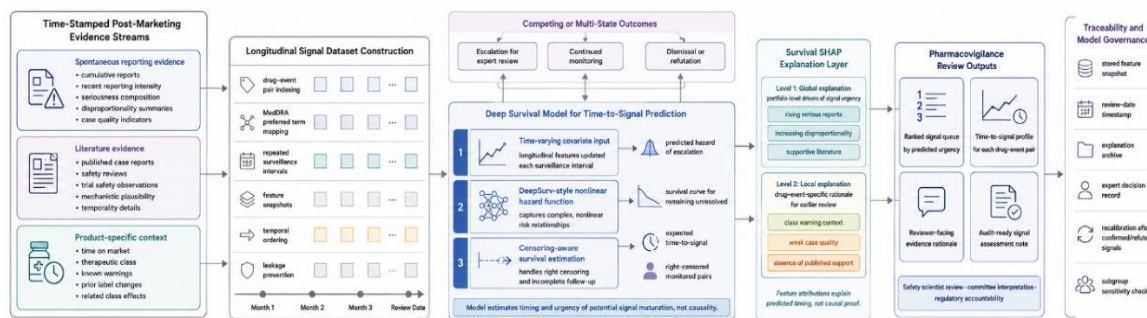 Time-Stamped Post-Marketing
Evidence Streams
Spontaneous reporting evidence
• cumulative reports
• recent reporting intensity
• seriousness composition
• disproportionality summaries
• case quality indicators
Literature evidence
• published case reports
• safety reviews
• trial safety observations
• mechanistic plausibility
• temporality details
Product-specific context
• time on market
• therapeutic class
• known warnings
• prior label changes
• related class effects
Longitudinal Signal Dataset Construction
drug–event
pair indexing
MedDRA
preferred term
mapping
repeated
surveillance
intervals
feature
snapshots
temporal
ordering
leakage
prevention
Month 1
Month 2
Month 3
Review Date
Competing or Multi-State Outcomes
Escalation for
expert review
Continued
monitoring
Dismissal or
refutation
Deep Survival Model for Time-to-Signal Prediction
1
Time-varying covariate input
longitudinal features updated
each surveillance interval
2
DeepSurv-style nonlinear
hazard function
captures complex, nonlinear
risk relationships
3
Censoring-aware
survival estimation
handles right censoring
and incomplete follow-up
predicted hazard
of escalation
survival curve for
remaining unresolved
expected
time-to-signal
right-censored
monitored pairs
Model estimates timing and urgency of potential signal maturation, not causality.
Survival SHAP
Explanation Layer
Level 1: Global explanation
portfolio-level drivers of signal urgency
rising serious reports
increasing disproportionality
supportive literature
Level 2: Local explanation
drug–event-specific rationale
for earlier review
class warning context
weak case quality
absence of published support
Feature attributions explain
predicted timing, not causal proof.
Pharmacovigilance
Review Outputs
1
2
3
Ranked signal queue
by predicted urgency
Time-to-signal profile
for each drug–event pair
Reviewer-facing
evidence rationale
Audit-ready signal
assessment note
Safety scientist review · committee interpretation ·
regulatory accountability
Traceability and
Model Governance
stored feature
snapshot
review-date
timestamp
explanation
archive
expert decision
record
recalibration after
confirmed/refuted
signals
subgroup
sensitivity check